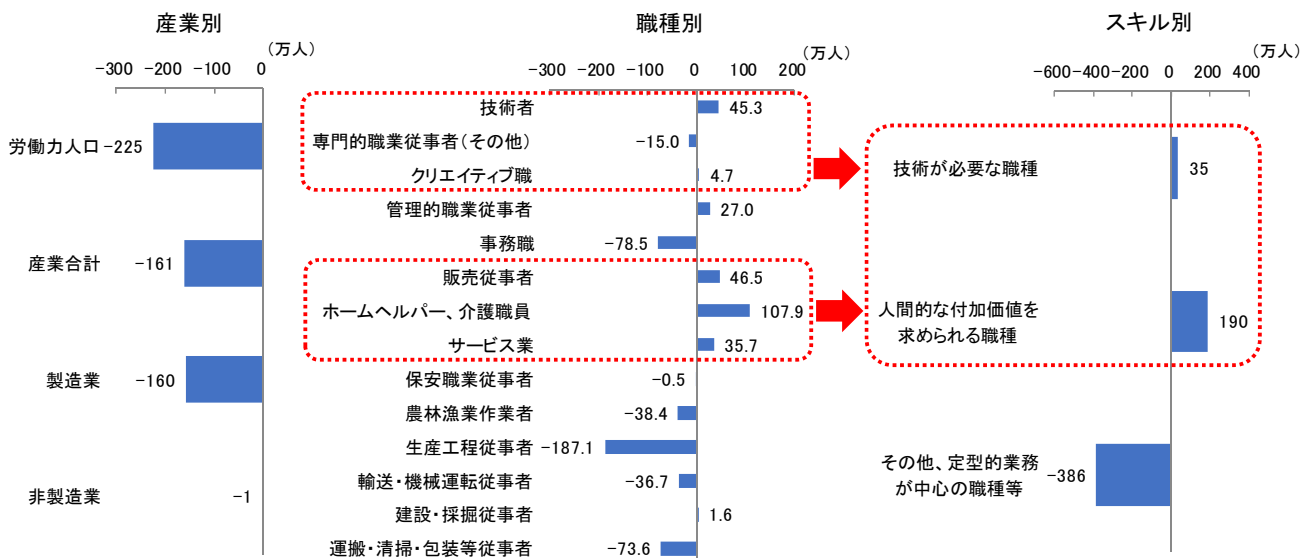 産業別
(万人)
-300 -200 -100 0
労働力人口 -225
産業合計 -161
製造業 -160
非製造業 -1
職種別
(万人)
-300 -200 -100 0 100 200
技術者 45.3
専門的職業従事者(その他) -15.0
クリエイティブ職 4.7
管理的職業従事者 27.0
事務職 -78.5
販売従事者 46.5
ホームヘルパー、介護職員 107.9
サービス業 35.7
保安職業従事者 -0.5
農林漁業作業者 -38.4
生産工程従事者 -187.1
輸送・機械運転従事者 -36.7
建設・採掘従事者 1.6
運搬・清掃・包装等従事者 -73.6
スキル別
(万人)
-600 -400 -200 0 200 400
技術が必要な職種 35
人間的な付加価値を
求められる職種 190
その他、定型的業務
が中心の職種等 -386